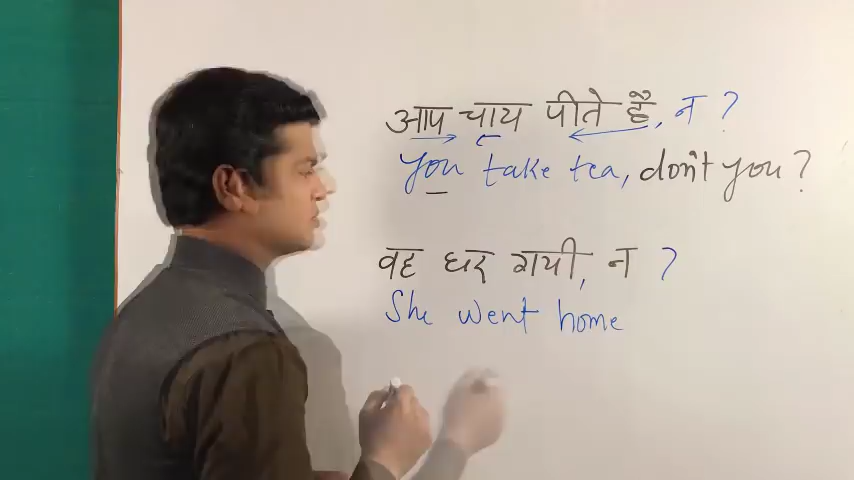 आप चाय पीते हैं, न ?
you take tea, don't you?
वह घर गयी, न ?
She went home